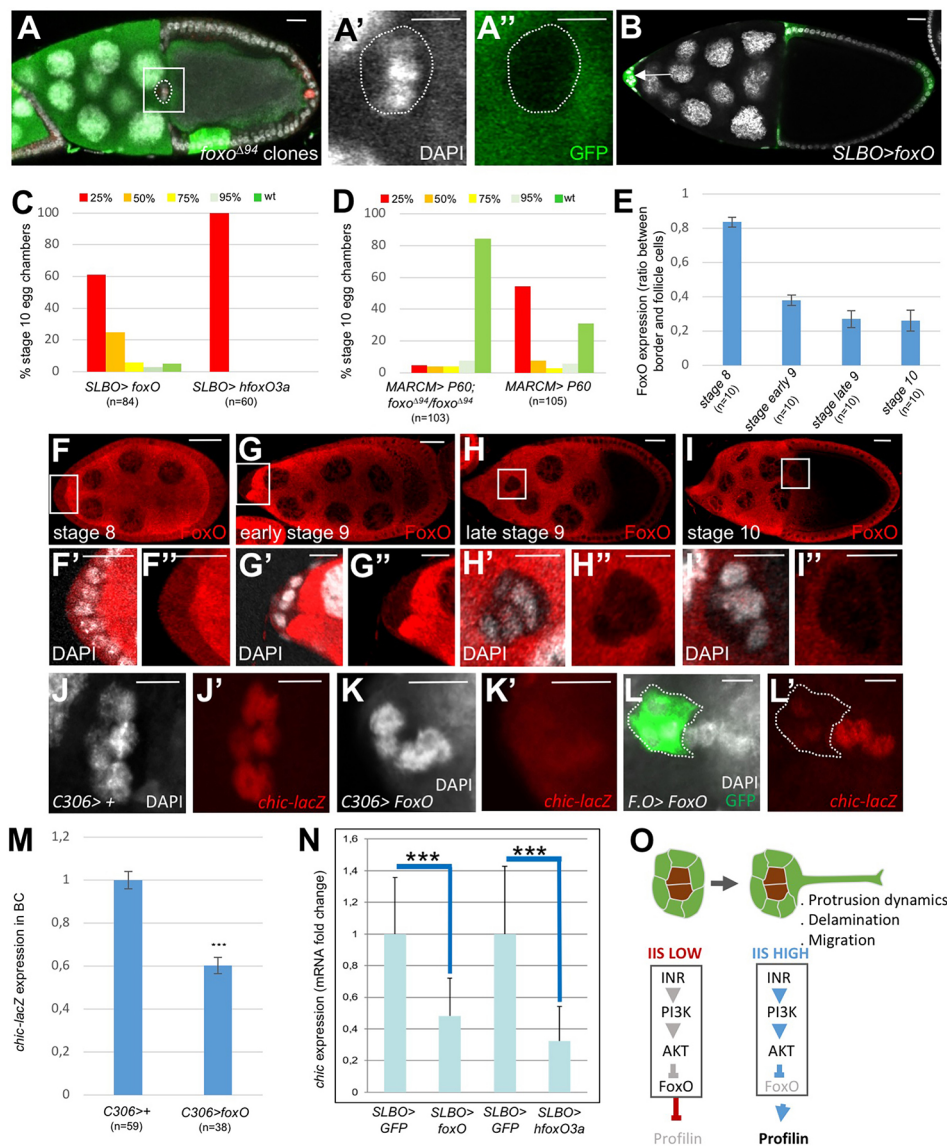 A
foxoΔ94 clones
A'
DAPI
A''
GFP
B
SLBO>foxO
C
25% 50% 75% 95% wt
% stage 10 egg chambers
100
80
60
40
20
0
SLBO> foxO
(n=84)
SLBO> hfoxO3a
(n=60)
D
25% 50% 75% 95% wt
% stage 10 egg chambers
100
80
60
40
20
0
MARCM> P60;
foxoΔ94/foxoΔ94
(n=103)
MARCM> P60
(n=105)
E
FoxO expression (ratio between
border and follicle cells)
1
0,8
0,6
0,4
0,2
0
stage 8
(n=10)
stage early 9
(n=10)
stage late 9
(n=10)
stage 10
(n=10)
F
stage 8
FoxO
G
early stage 9
FoxO
H
late stage 9
FoxO
I
stage 10
FoxO
F'
DAPI
F''
G'
DAPI
G''
H'
DAPI
H''
I'
DAPI
I''
J
C306> +
DAPI
J'
chic-lacZ
K
C306> FoxO
DAPI
K'
chic-lacZ
L
F.O> FoxO
DAPI
GFP
L'
chic-lacZ
M
chic-lacZ expression in BC
1,2
1
0,8
0,6
0,4
0,2
0
***
C306>+
(n=59)
C306>foxO
(n=38)
N
chic expression (mRNA fold change)
1,6
1,4
1,2
1
0,8
0,6
0,4
0,2
0
***
***
SLBO>
GFP
SLBO>
foxO
SLBO>
GFP
SLBO>
hfoxO3a
O
. Protrusion dynamics
. Delamination
. Migration
IIS LOW
INR
PI3K
AKT
FoxO
Profilin
IIS HIGH
INR
PI3K
AKT
FoxO
Profilin